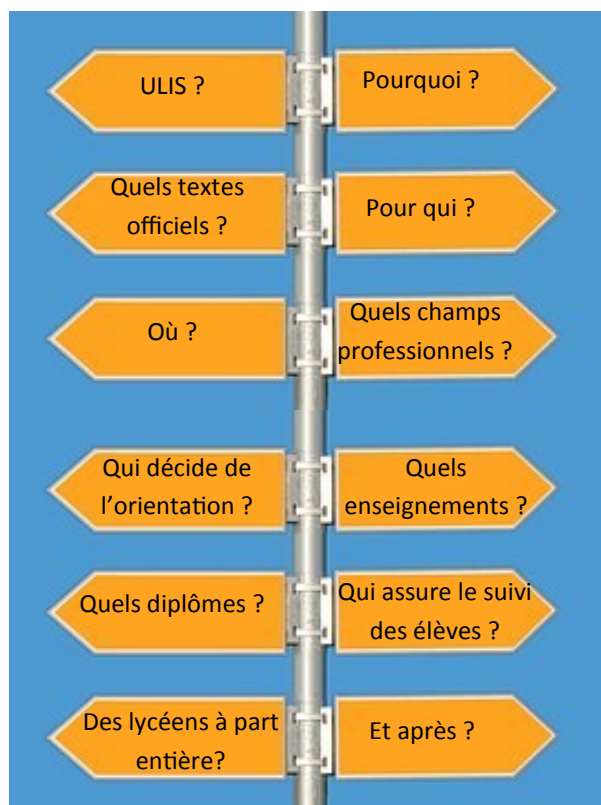 ULIS ?
Pourquoi ?
Quels textes
officiels ?
Pour qui ?
Où ?
Quels champs
professionnels ?
Qui décide de
l'orientation ?
Quels
enseignements ?
Quels diplômes ?
Qui assure le suivi
des élèves ?
Des lycéens à part
entière?
Et après ?